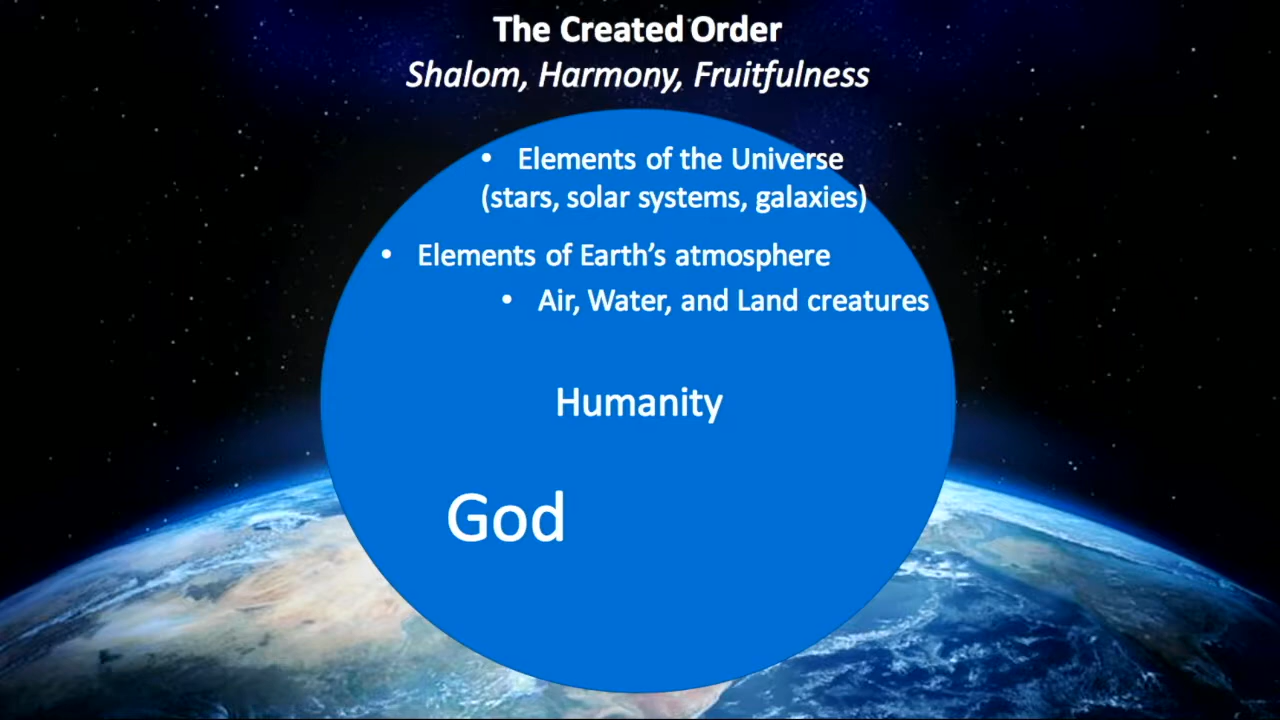 The Created Order
Shalom, Harmony, Fruitfulness
• Elements of the Universe
(stars, solar systems, galaxies)
• Elements of Earth’s atmosphere
• Air, Water, and Land creatures
Humanity
God